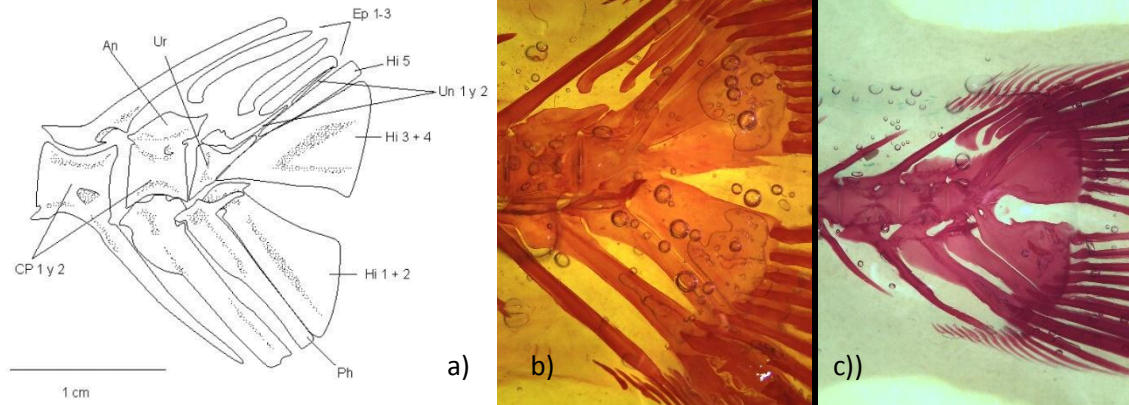 Ep 1-3
An
Ur
Hi 5
Un 1 y 2
Hi 3 + 4
CP 1 y 2
Hi 1 + 2
Ph
1 cm
a)
b)
c))